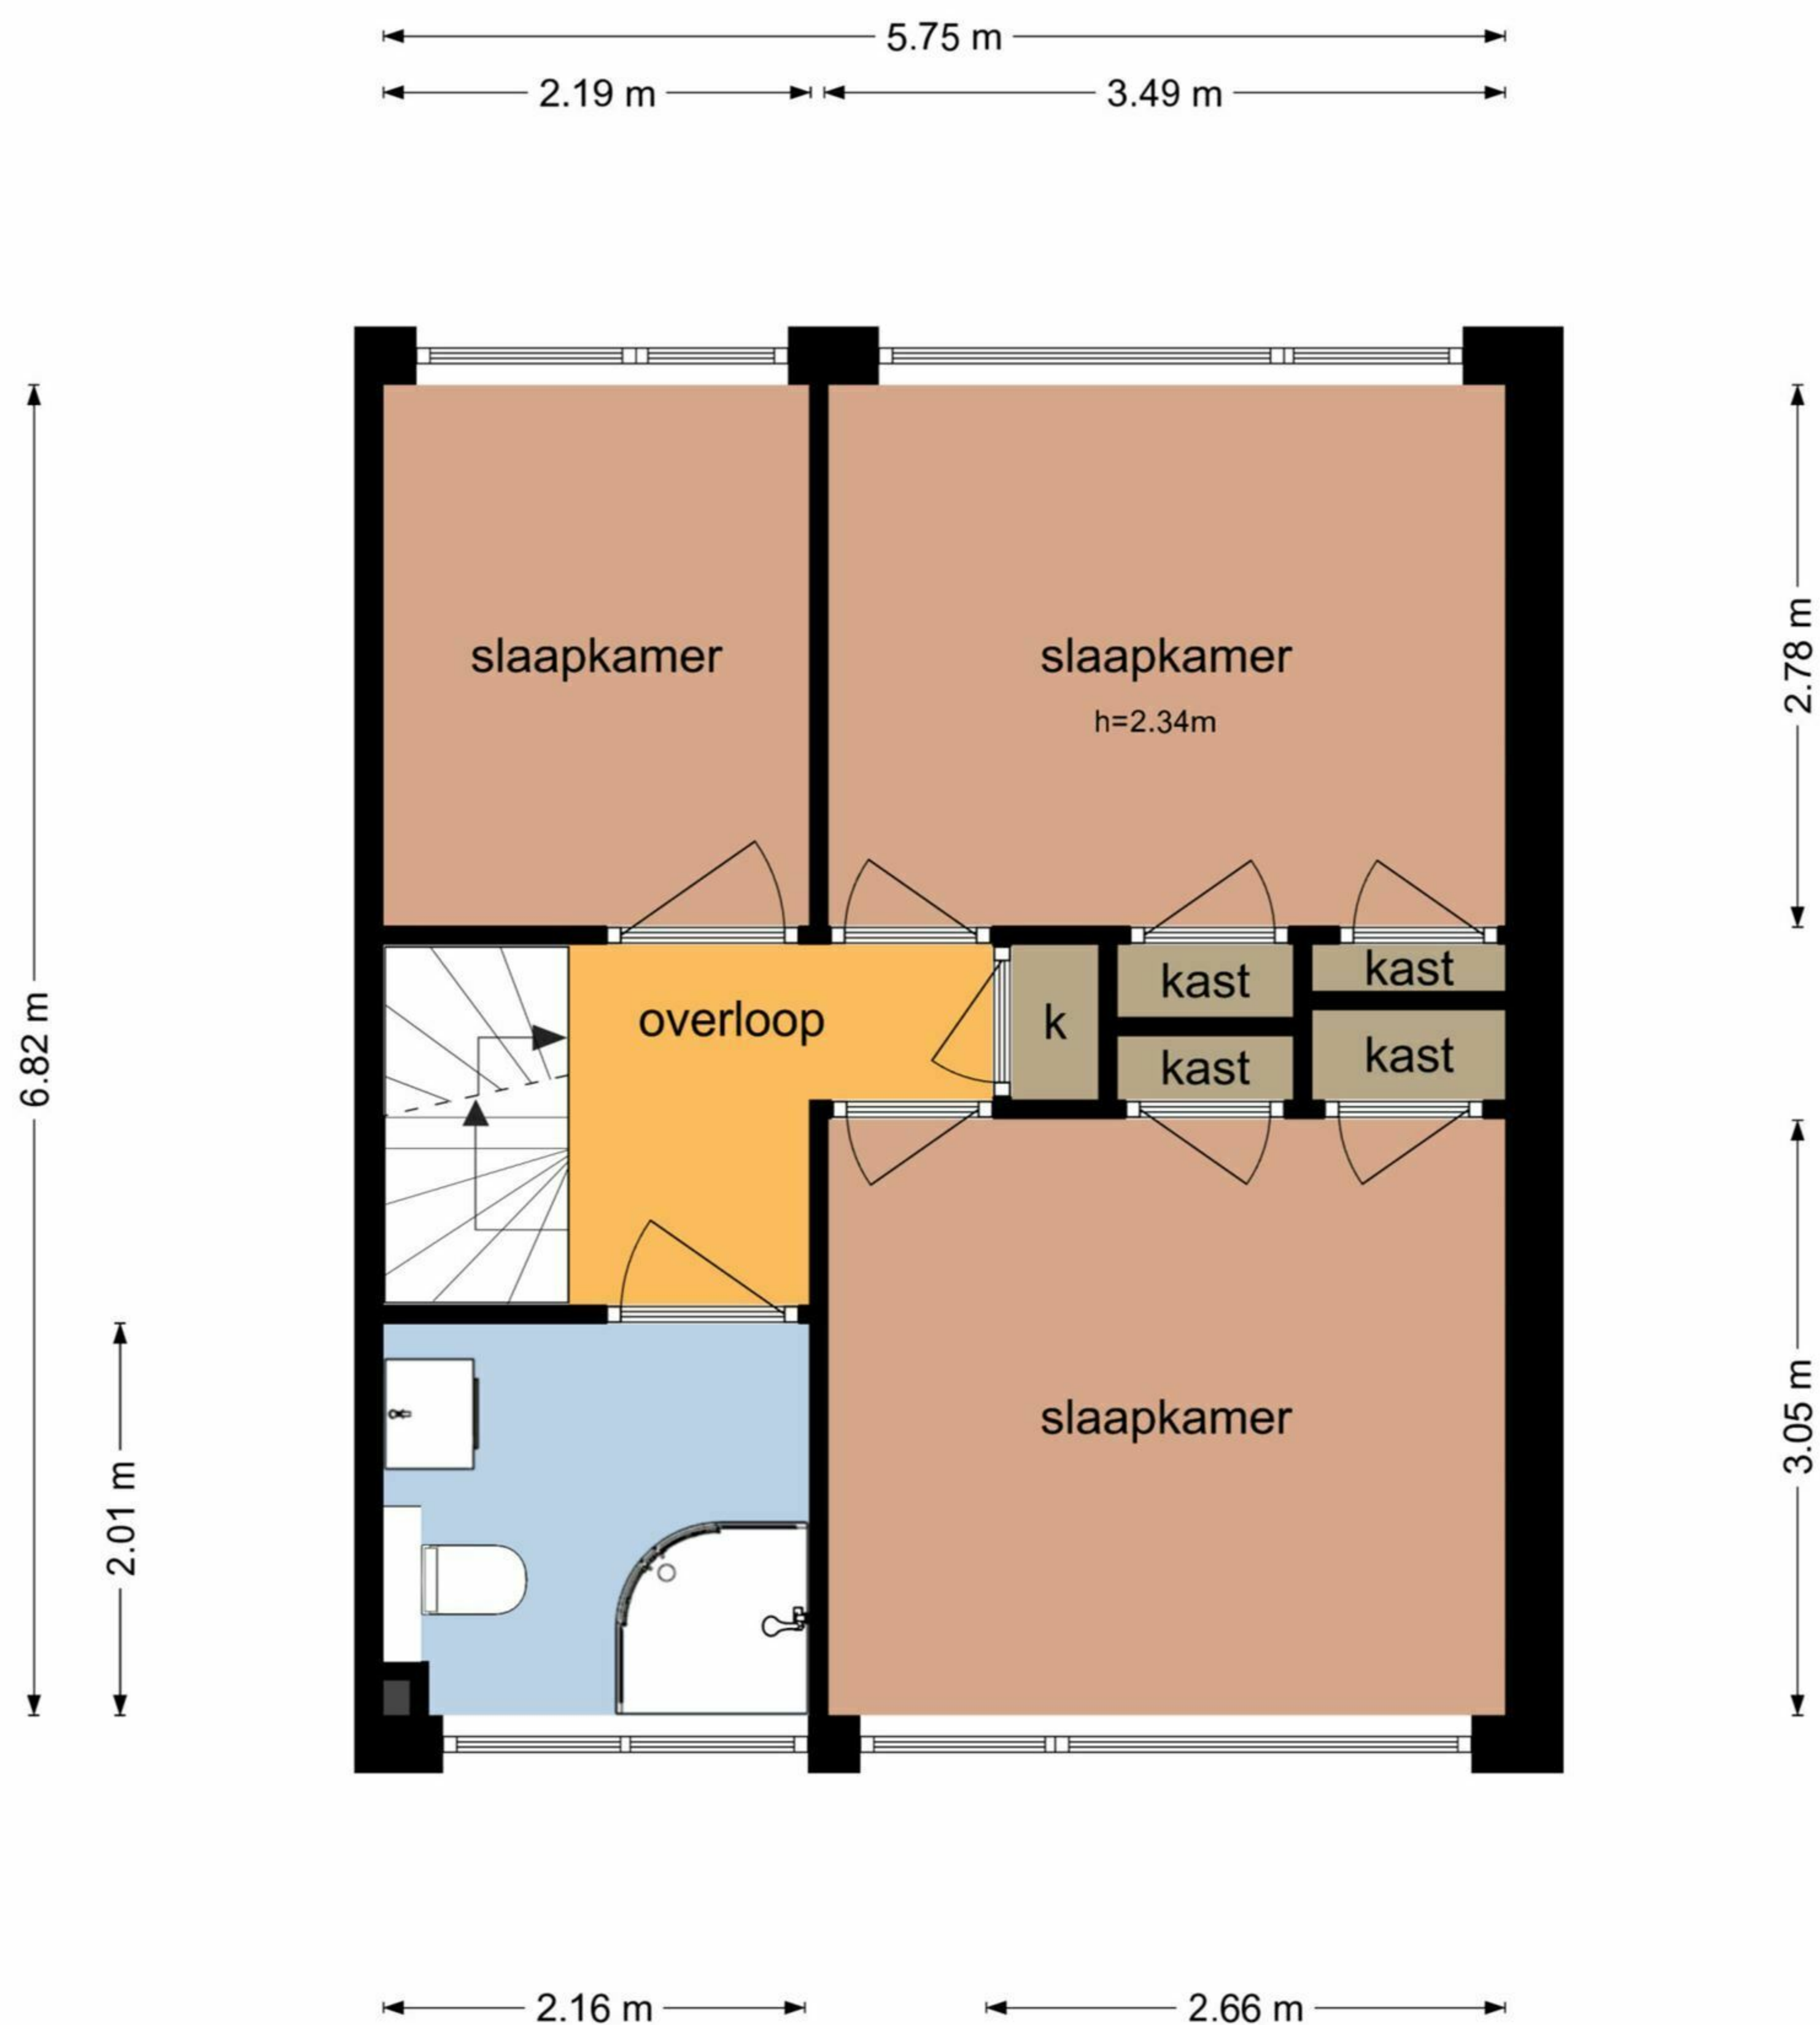 5.75 m
2.19 m
3.49 m
slaapkamer
slaapkamer
h=2.34m
2.78 m
6.82 m
overloop
k
kast
kast
kast
kast
slaapkamer
3.05 m
2.01 m
2.16 m
2.66 m